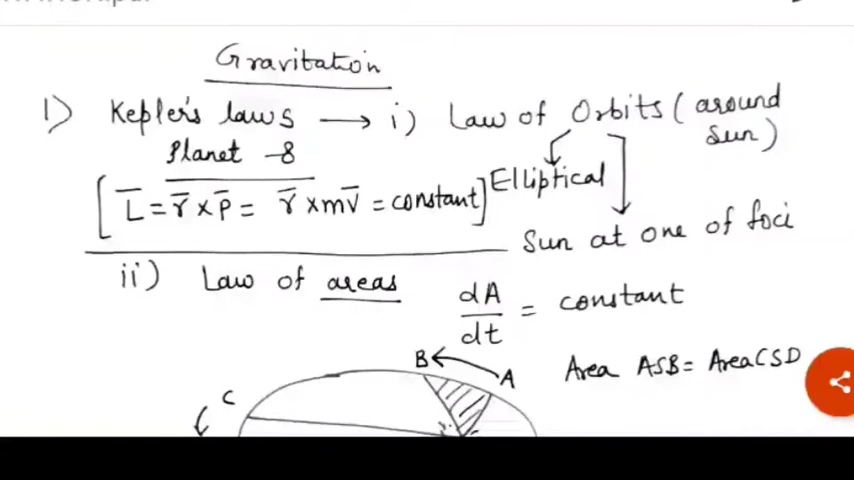 Gravitation
1) Kepler's laws → i) Law of Orbits (around Sun)
Planet - 8
Elliptical
[L̄ = r̄ × p̄ = r̄ × mv̄ = constant]
Sun at one of foci
ii) Law of areas
dA/dt = constant
Area ASB = Area CSD
B A
C